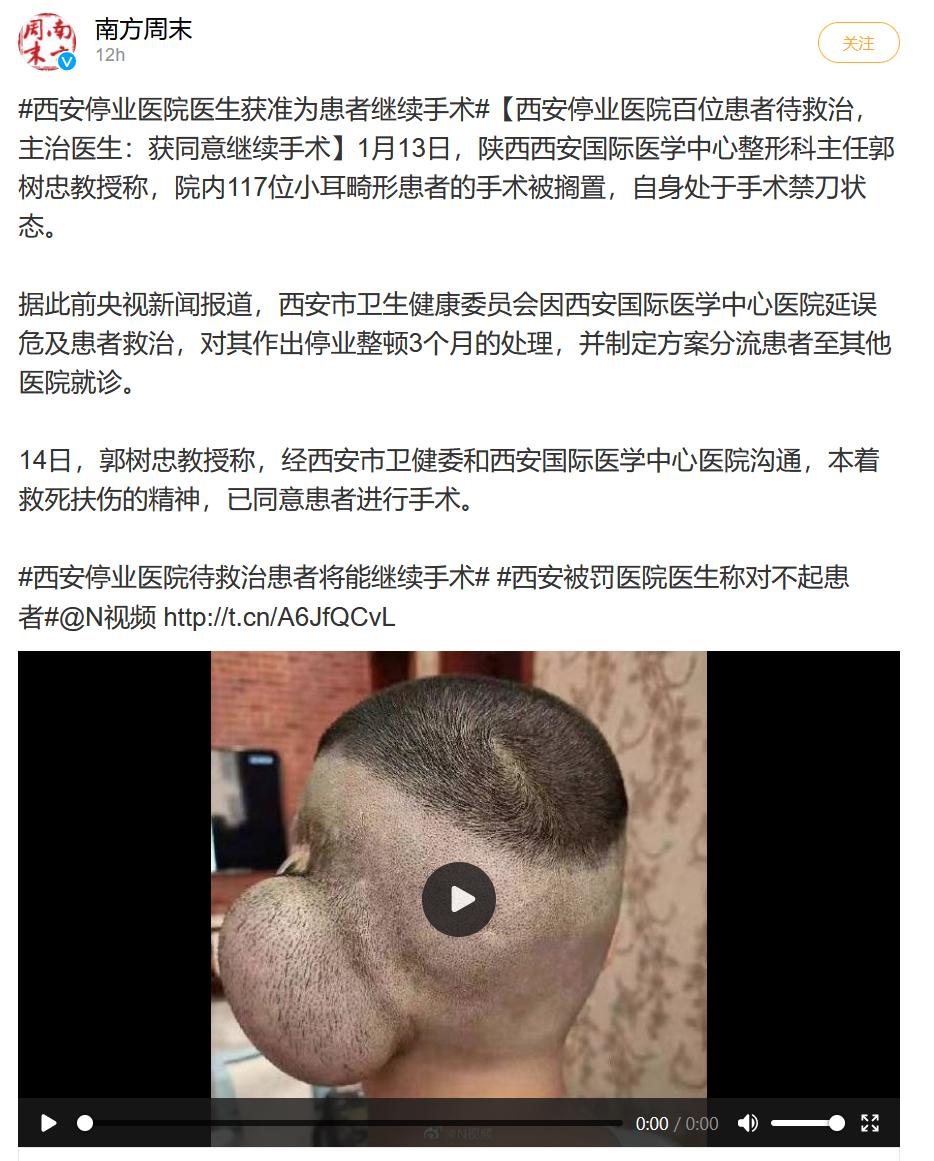 南方周末
12h
关注
#西安停业医院医生获准为患者继续手术#【西安停业医院百位患者待救治，
主治医生：获同意继续手术】1月13日，陕西西安国际医学中心整形科主任郭
树忠教授称，院内117位小耳畸形患者的手术被搁置，自身处于手术禁刀状
态。
据此前央视新闻报道，西安市卫生健康委员会因西安国际医学中心医院延误
危及患者救治，对其作出停业整顿3个月的处理，并制定方案分流患者至其他
医院就诊。
14日，郭树忠教授称，经西安市卫健委和西安国际医学中心医院沟通，本着
救死扶伤的精神，已同意患者进行手术。
#西安停业医院待救治患者将能继续手术# #西安被罚医院医生称对不起患
者#@N视频 http://t.cn/A6JfQCvL
0:00 / 0:00
@N视频